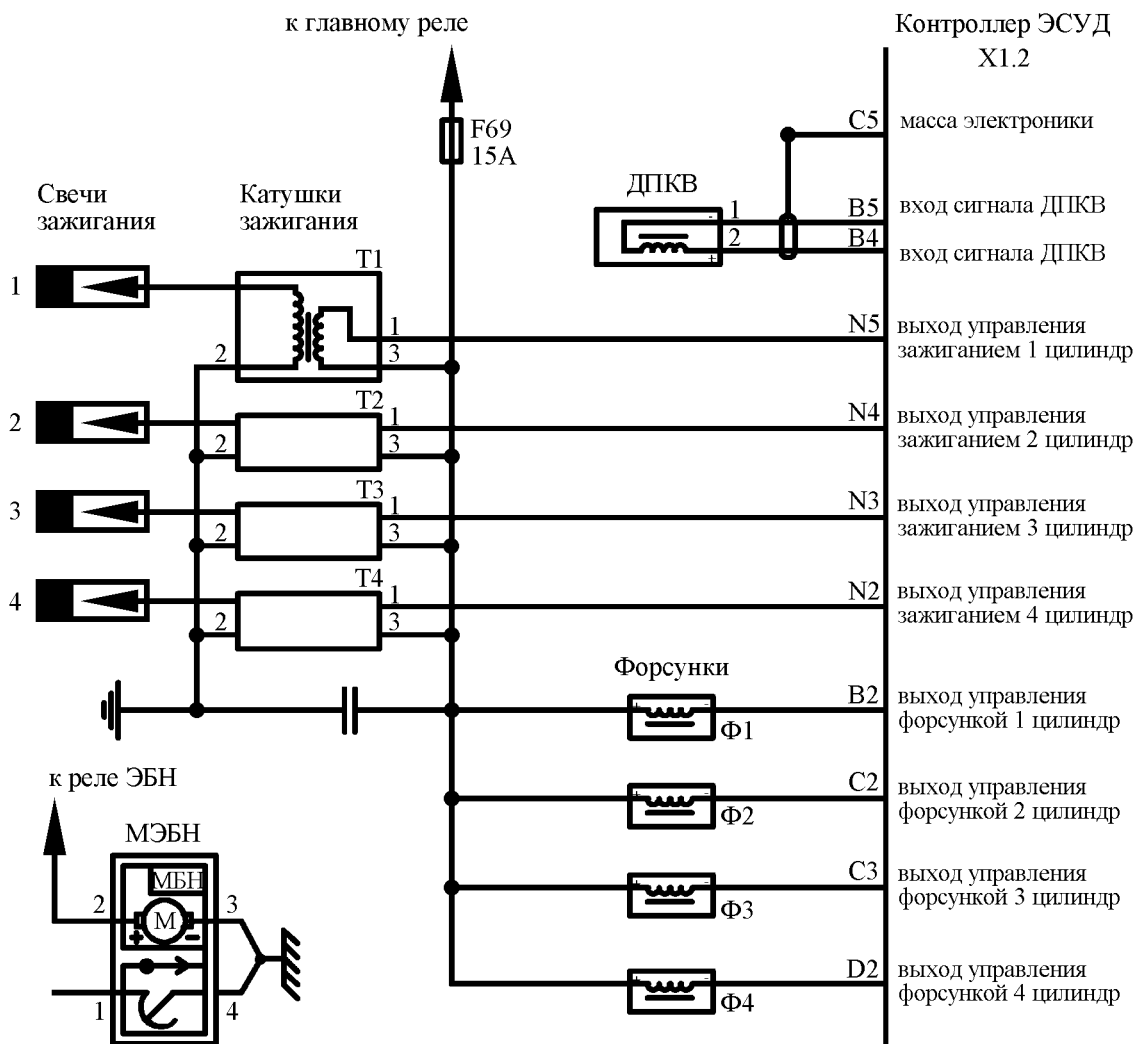 к главному реле
Контроллер ЭСУД
X1.2
F69
15А
C5
масса электроники
ДПКВ
- 1
B5
вход сигнала ДПКВ
2 +
B4
вход сигнала ДПКВ
Свечи
зажигания
Катушки
зажигания
1
T1
2
1
3
N5
выход управления
зажиганием 1 цилиндр
2
T2
2
1
3
N4
выход управления
зажиганием 2 цилиндр
3
T3
2
1
3
N3
выход управления
зажиганием 3 цилиндр
4
T4
2
1
3
N2
выход управления
зажиганием 4 цилиндр
Форсунки
+ -
Ф1
B2
выход управления
форсункой 1 цилиндр
+ -
Ф2
C2
выход управления
форсункой 2 цилиндр
+ -
Ф3
C3
выход управления
форсункой 3 цилиндр
+ -
Ф4
D2
выход управления
форсункой 4 цилиндр
к реле ЭБН
МЭБН
МБН
2
М
+ -
3
1
4